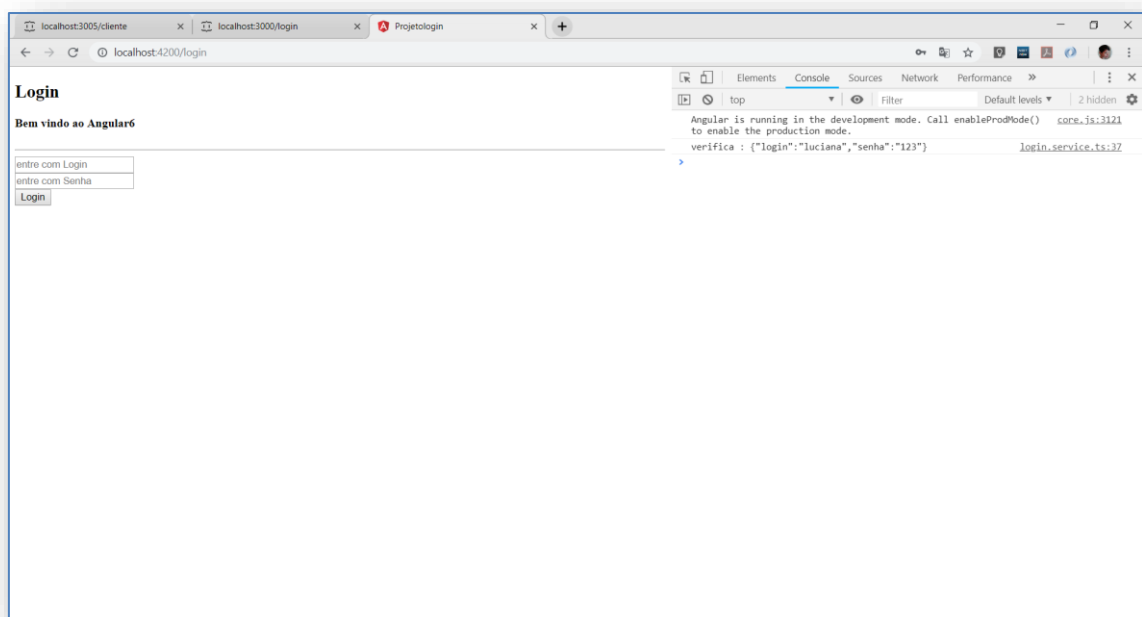 localhost:3005/cliente
localhost:3000/login
Projetologin
localhost:4200/login
Login
Bem vindo ao Angular6
entre com Login
entre com Senha
Login
Elements Console Sources Network Performance »
top Filter Default levels ▼ 2 hidden
Angular is running in the development mode. Call enableProdMode() core.js:3121
to enable the production mode.
verifica : {"login":"luciana","senha":"123"} login.service.ts:37
>